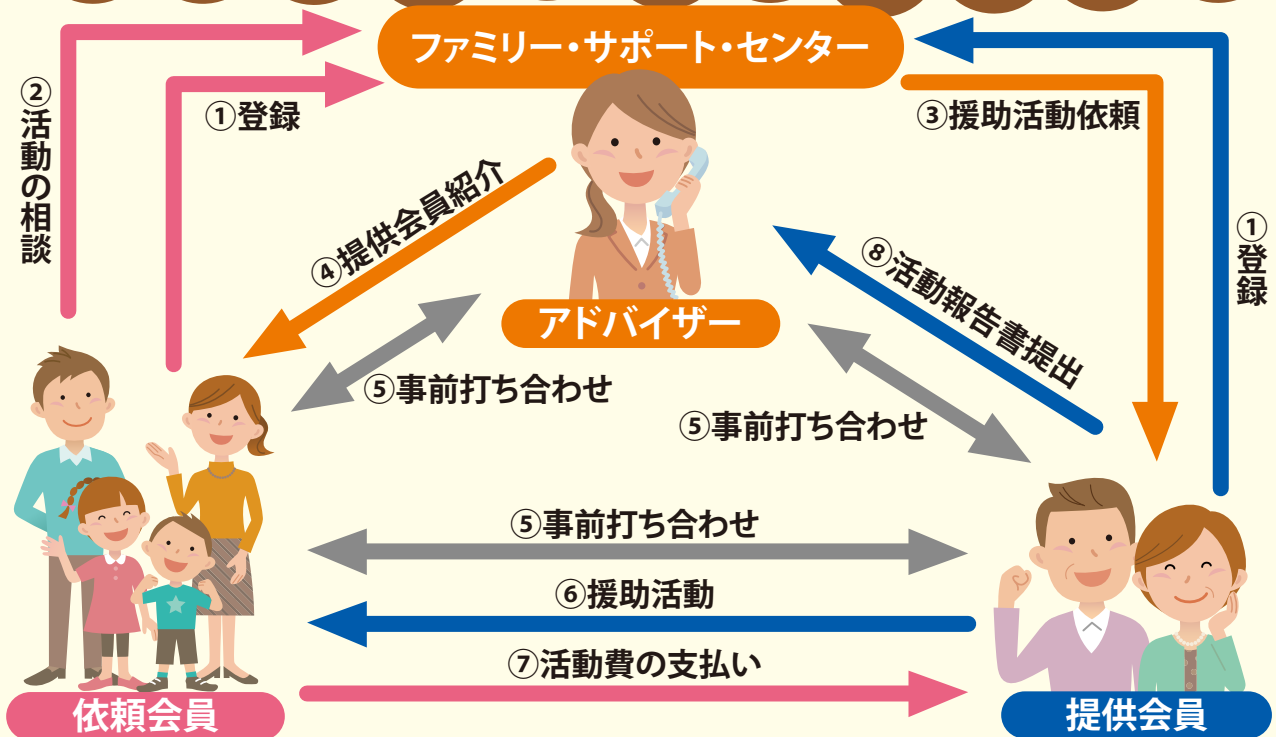 ファミリー・サポート・センター
②活動の相談
①登録
③援助活動依頼
①登録
④提供会員紹介
⑧活動報告書提出
アドバイザー
⑤事前打ち合わせ
⑤事前打ち合わせ
⑤事前打ち合わせ
⑥援助活動
⑦活動費の支払い
依頼会員
提供会員